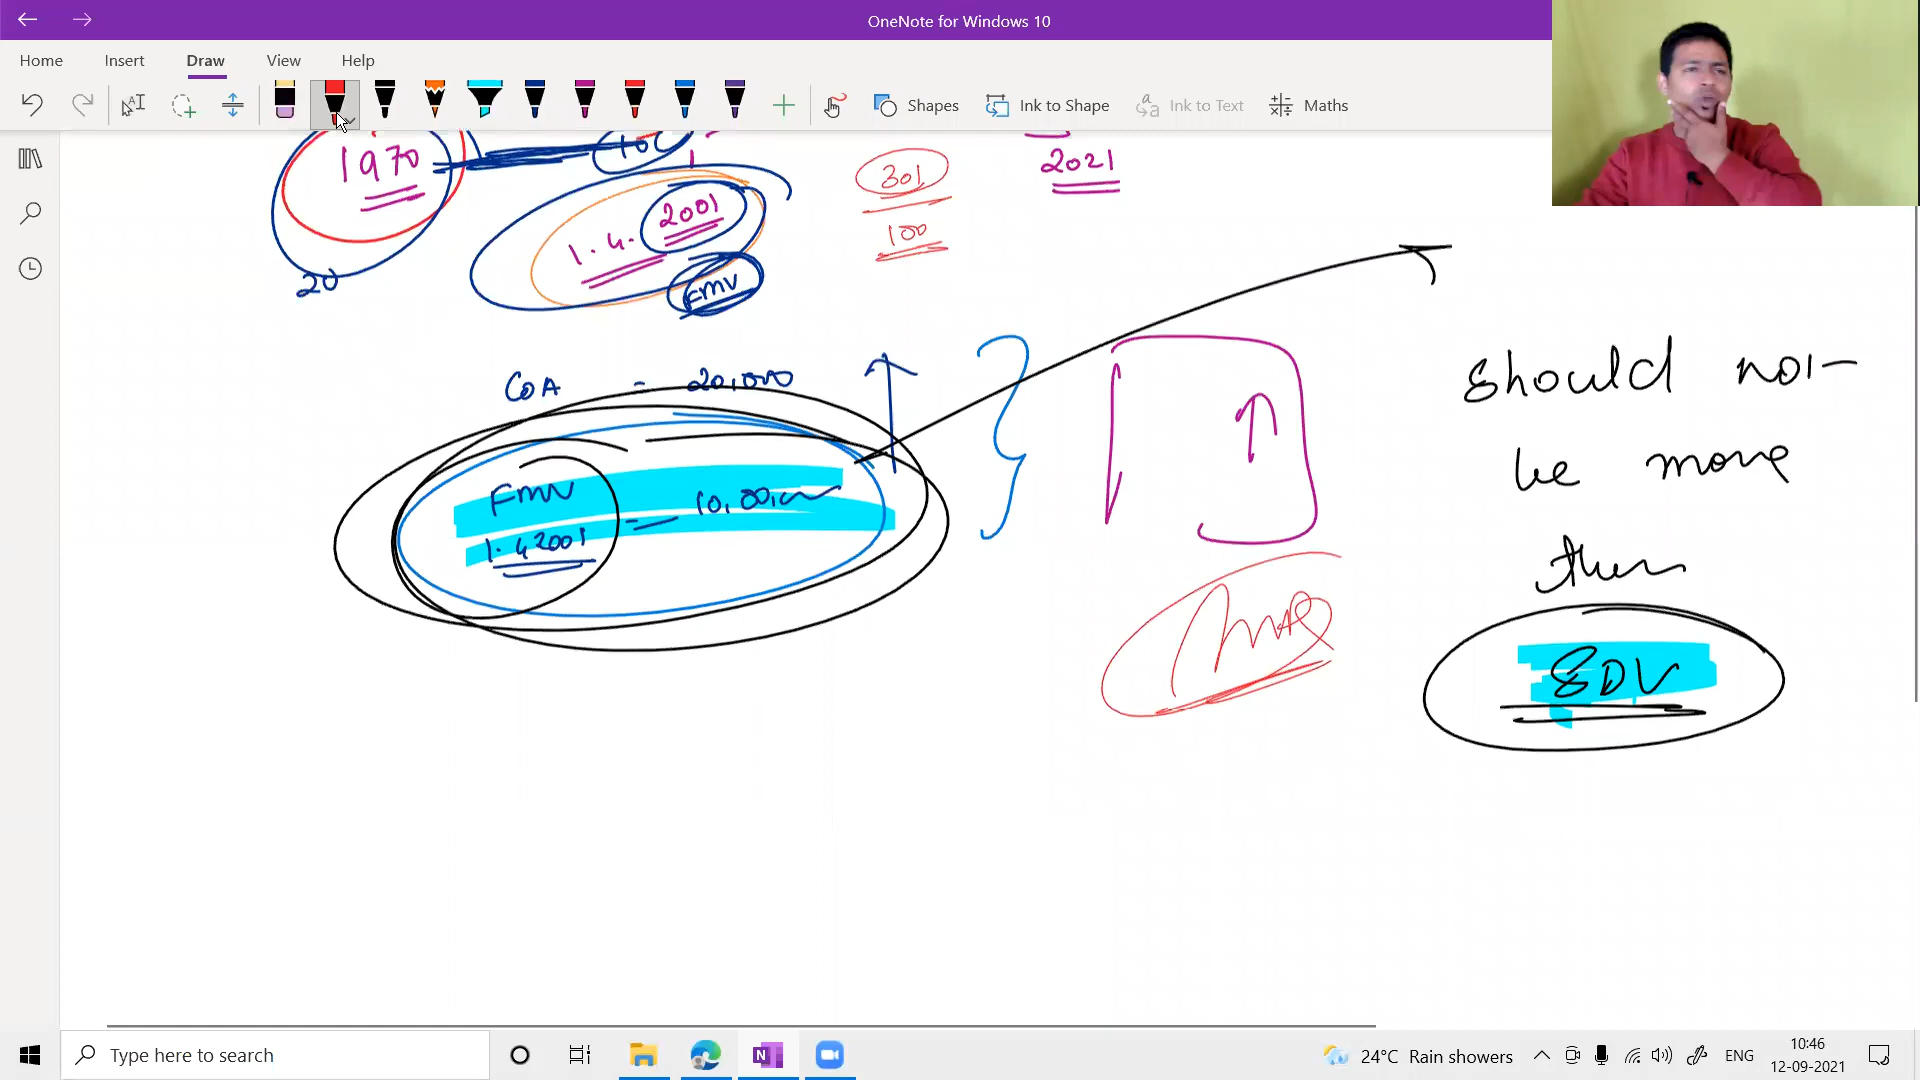 OneNote for Windows 10
Home Insert Draw View Help
Shapes Ink to Shape Ink to Text Maths
1970
2001
1.4.
FMV
20
301
100
2021
COA = 20,000
FMV
1.4.2001 = 10,00,000
should not
be more
then
SDV
Type here to search
24°C Rain showers
ENG
10:46
12-09-2021